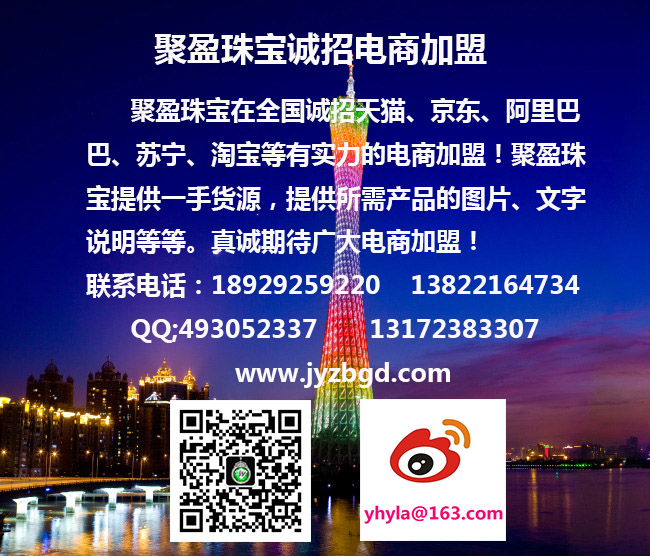 聚盈珠宝诚招电商加盟
聚盈珠宝在全国诚招天猫、京东、阿里巴
巴、苏宁、淘宝等有实力的电商加盟！聚盈珠
宝提供一手货源，提供所需产品的图片、文字
说明等等。真诚期待广大电商加盟！
联系电话：18929259220 13822164734
QQ;493052337 13172383307
www.jyzbgd.com
yhyla@163.com